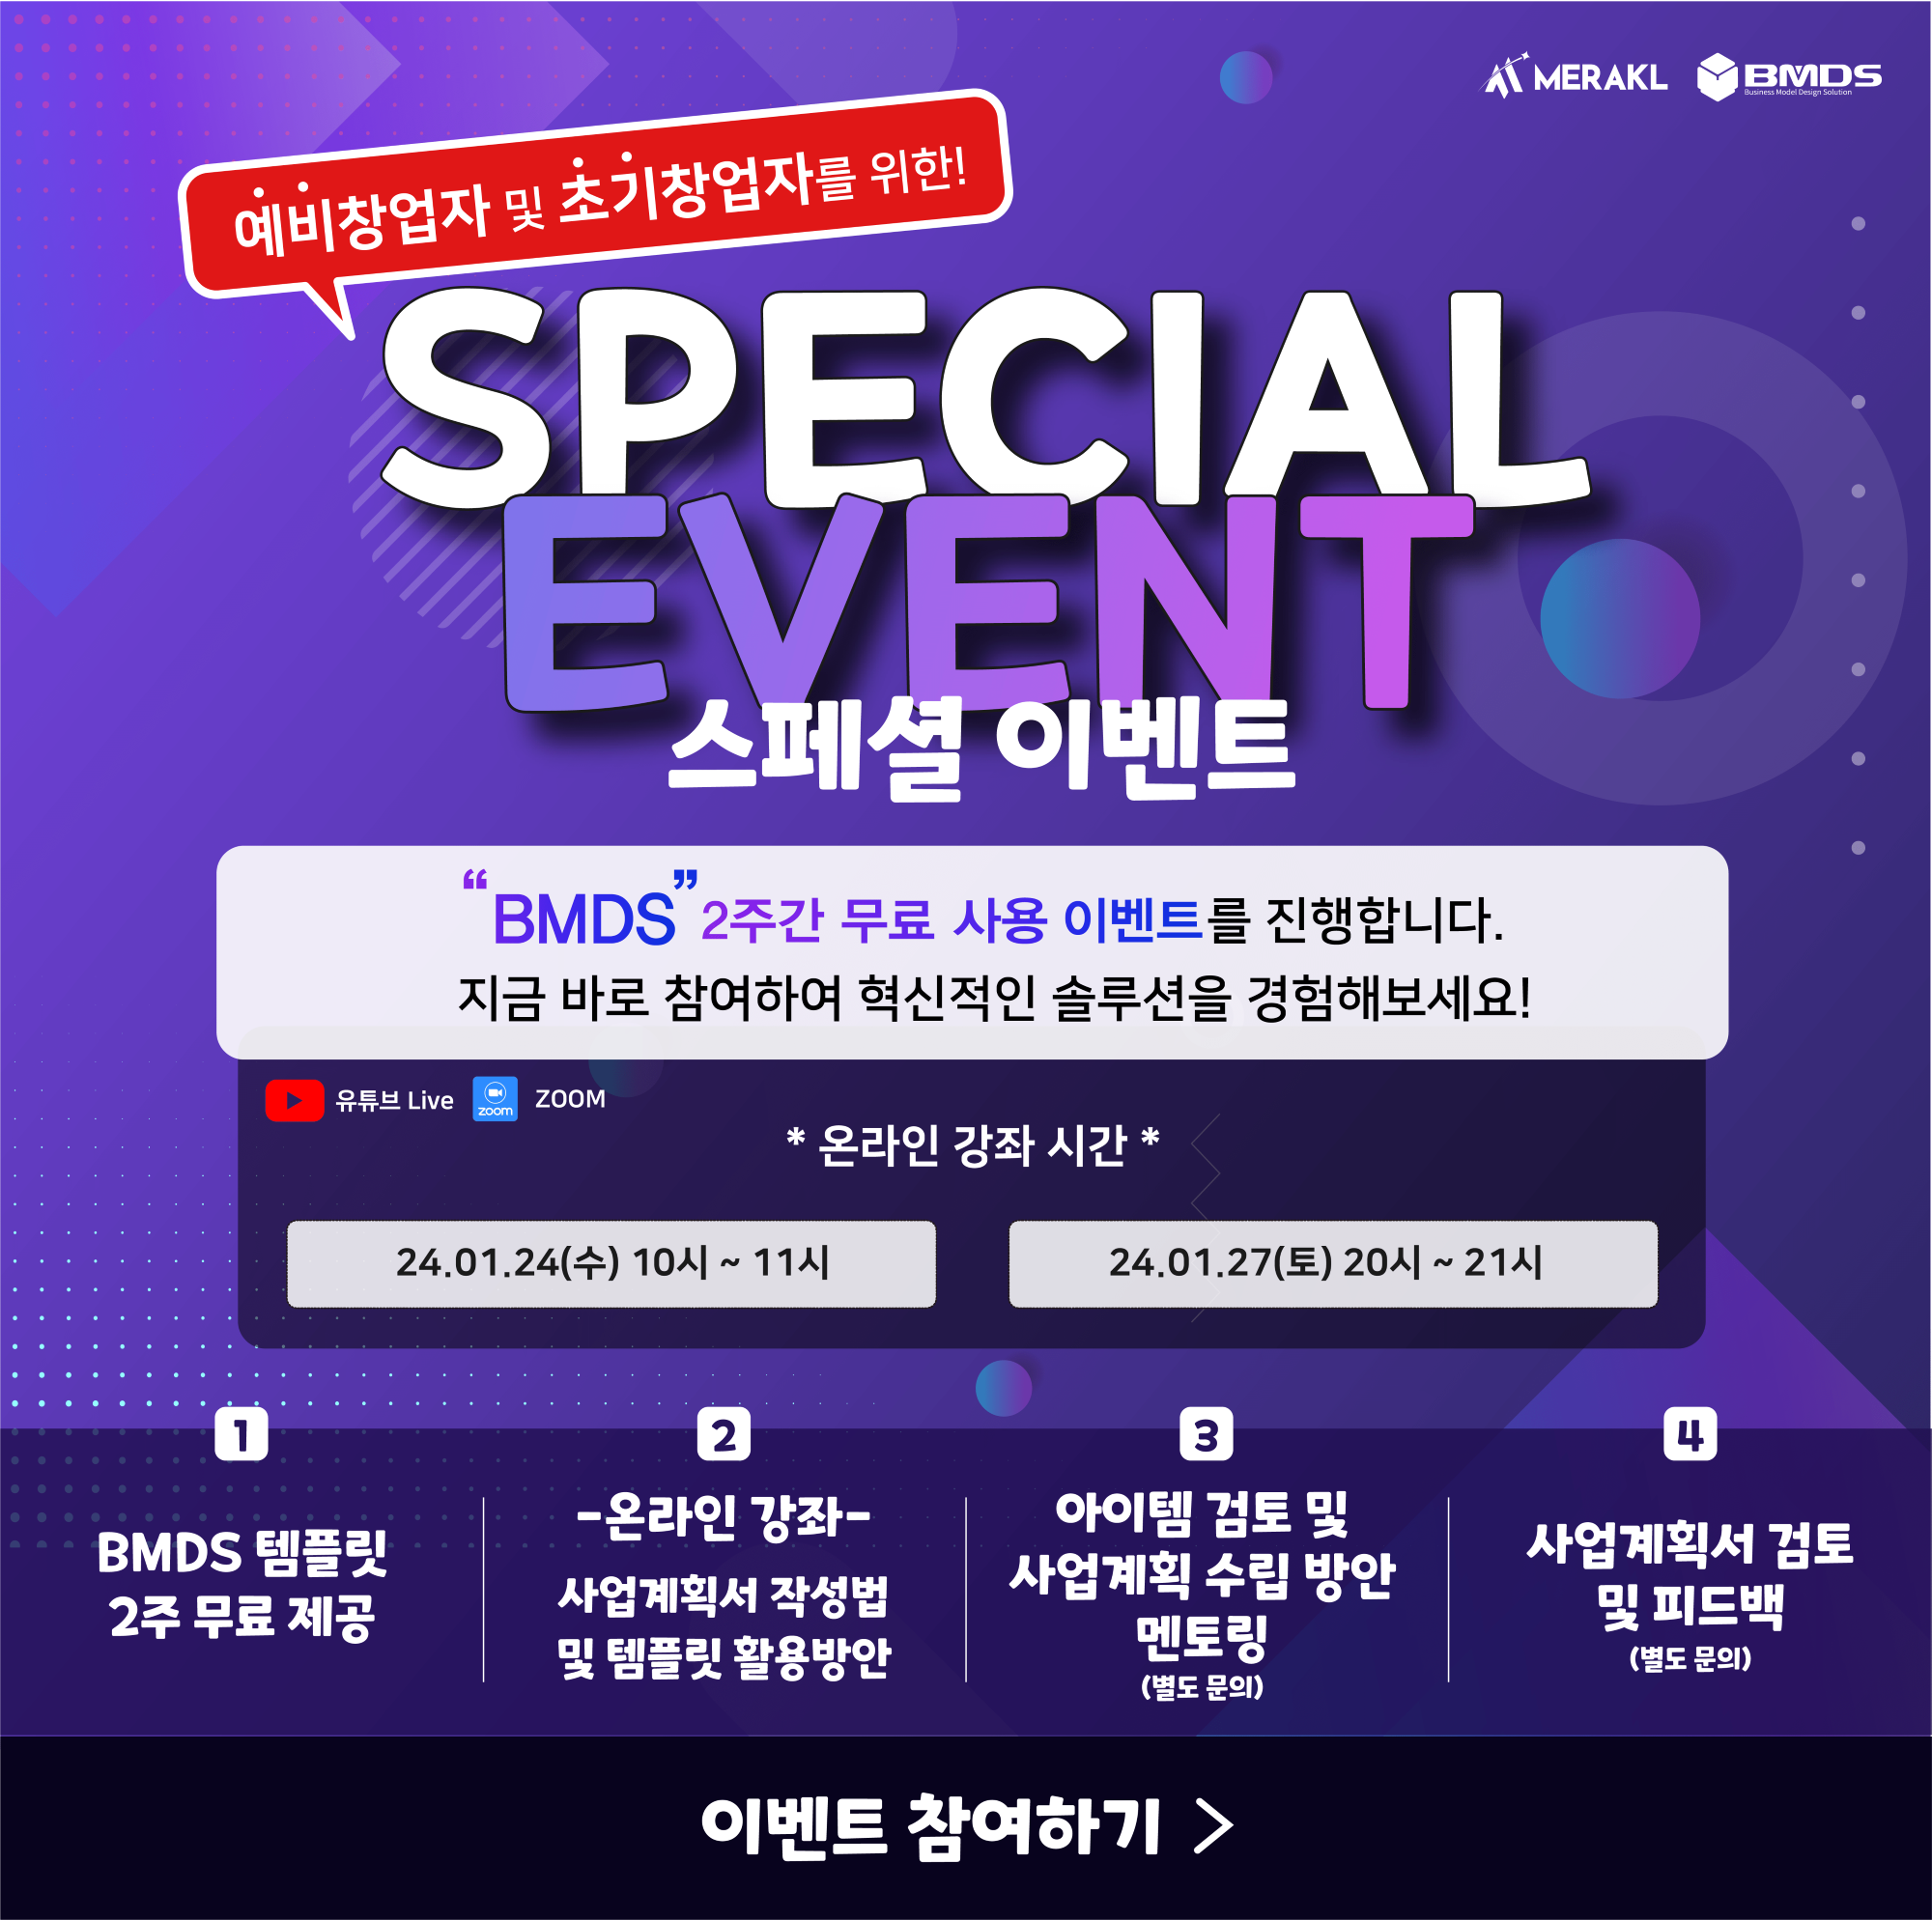 MERAKL
BMDS
Business Model Design Solution
예비창업자 및 초기창업자를 위한!
SPECIAL
EVENT
스페셜 이벤트
“BMDS” 2주간 무료 사용 이벤트를 진행합니다.
지금 바로 참여하여 혁신적인 솔루션을 경험해보세요!
유튜브 Live
zoom
ZOOM
* 온라인 강좌 시간 *
24.01.24(수) 10시 ~ 11시
24.01.27(토) 20시 ~ 21시
1
BMDS 템플릿
2주 무료 제공
2
-온라인 강좌-
사업계획서 작성법
및 템플릿 활용방안
3
아이템 검토 및
사업계획 수립 방안
멘토링
(별도 문의)
4
사업계획서 검토
및 피드백
(별도 문의)
이벤트 참여하기 >